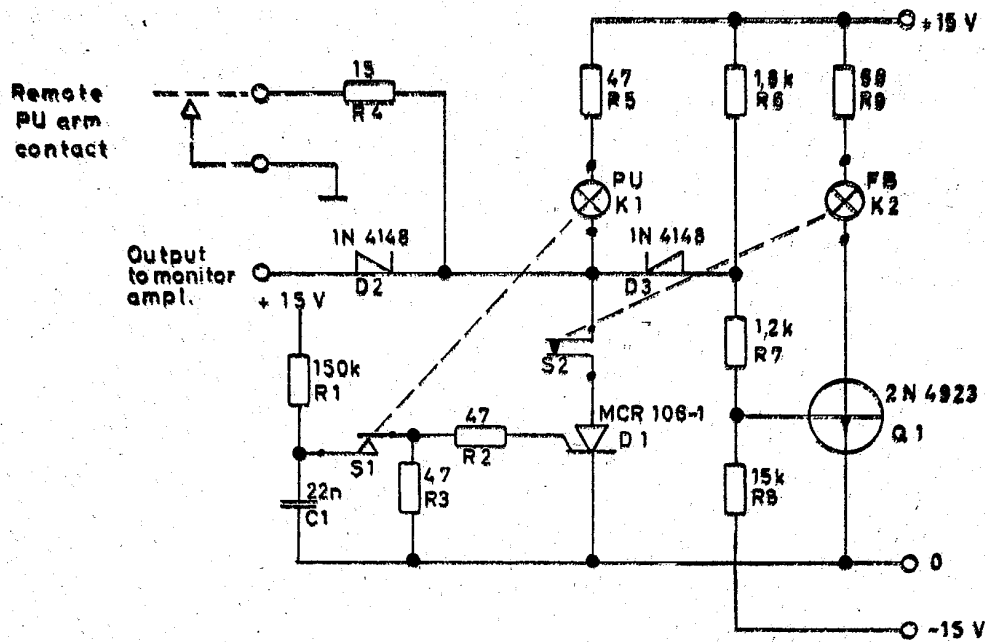 +15 V
15
R4
Remote
PU arm
contact
47
R5
1,8k
R6
68
R9
PU
K1
FB
K2
1N 4148
D2
1N 4148
D3
Output
to monitor
ampl.
+ 15 V
150k
R1
S2
1,2k
R7
2N 4923
Q1
MCR 106-1
D1
47
R2
S1
47
R3
22n
C1
15k
R8
0
-15 V